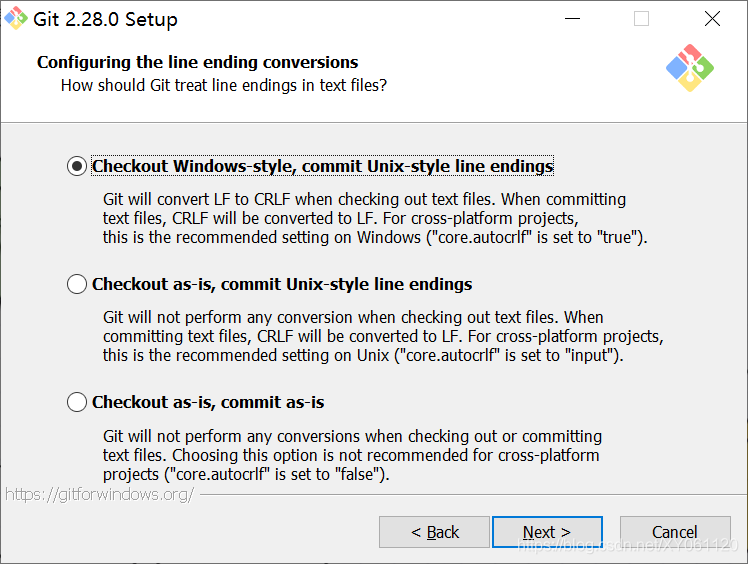 Git 2.28.0 Setup
Configuring the line ending conversions
How should Git treat line endings in text files?
Checkout Windows-style, commit Unix-style line endings
Git will convert LF to CRLF when checking out text files. When committing
text files, CRLF will be converted to LF. For cross-platform projects,
this is the recommended setting on Windows ("core.autocrlf" is set to "true").
Checkout as-is, commit Unix-style line endings
Git will not perform any conversion when checking out text files. When
committing text files, CRLF will be converted to LF. For cross-platform projects,
this is the recommended setting on Unix ("core.autocrlf" is set to "input").
Checkout as-is, commit as-is
Git will not perform any conversions when checking out or committing
text files. Choosing this option is not recommended for cross-platform
projects ("core.autocrlf" is set to "false").
https://gitforwindows.org/
< Back Next > Cancel
https://blog.csdn.net/XY061120